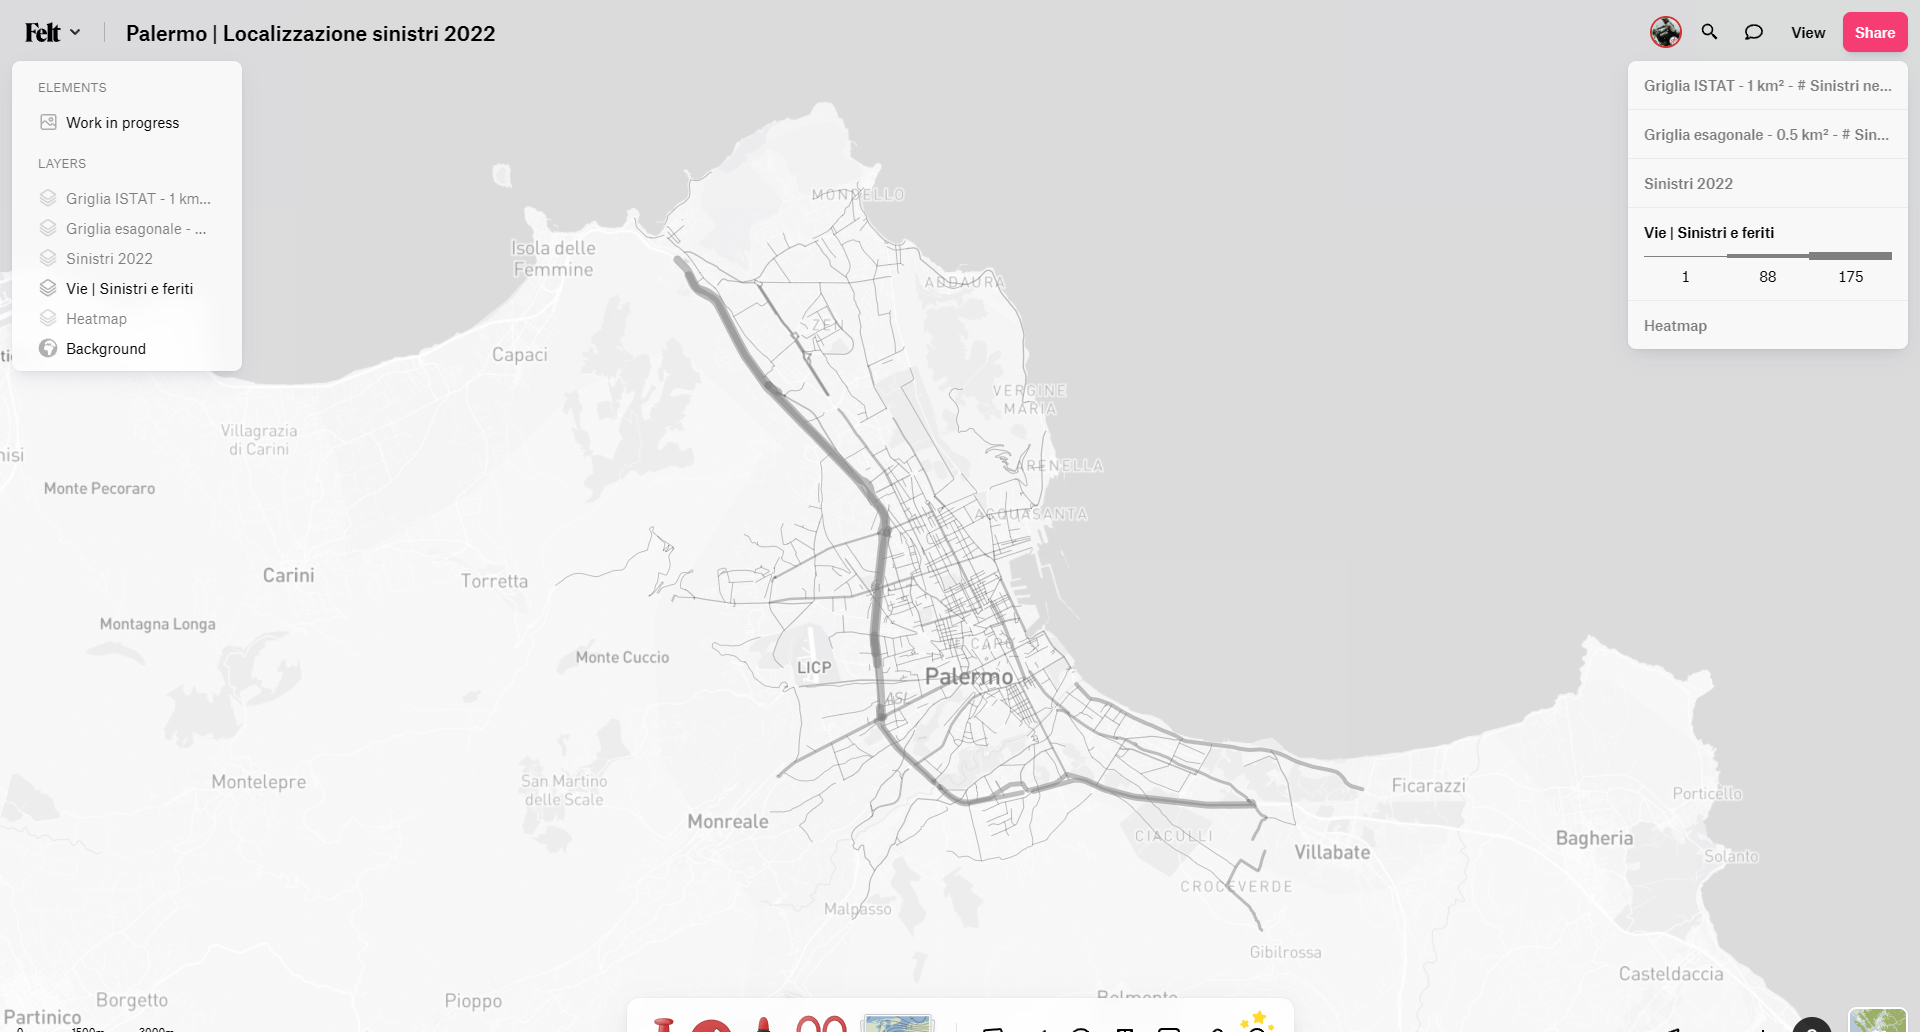 Felt
Palermo | Localizzazione sinistri 2022
View
Share
ELEMENTS
Work in progress
LAYERS
Griglia ISTAT - 1 km...
Griglia esagonale - ...
Sinistri 2022
Vie | Sinistri e feriti
Heatmap
Background
Griglia ISTAT - 1 km² - # Sinistri ne...
Griglia esagonale - 0.5 km² - # Sin...
Sinistri 2022
Vie | Sinistri e feriti
1 88 175
Heatmap
MONDELLO
Isola delle
Femmine
ADDAURA
ZEN
Capaci
VERGINE
MARIA
Villagrazia
di Carini
ARENELLA
Monte Pecoraro
ACQUASANTA
Carini
Torretta
Montagna Longa
Monte Cuccio
LICP
Palermo
ASI
Montelepre
San Martino
delle Scale
Ficarazzi
Porticello
Monreale
CIACULLI
Bagheria
Villabate
Solanto
CROCEVERDE
Malpasso
Gibilrossa
Casteldaccia
Borgetto
Pioppo
Belmonte
Partinico
0 1500m 3000m